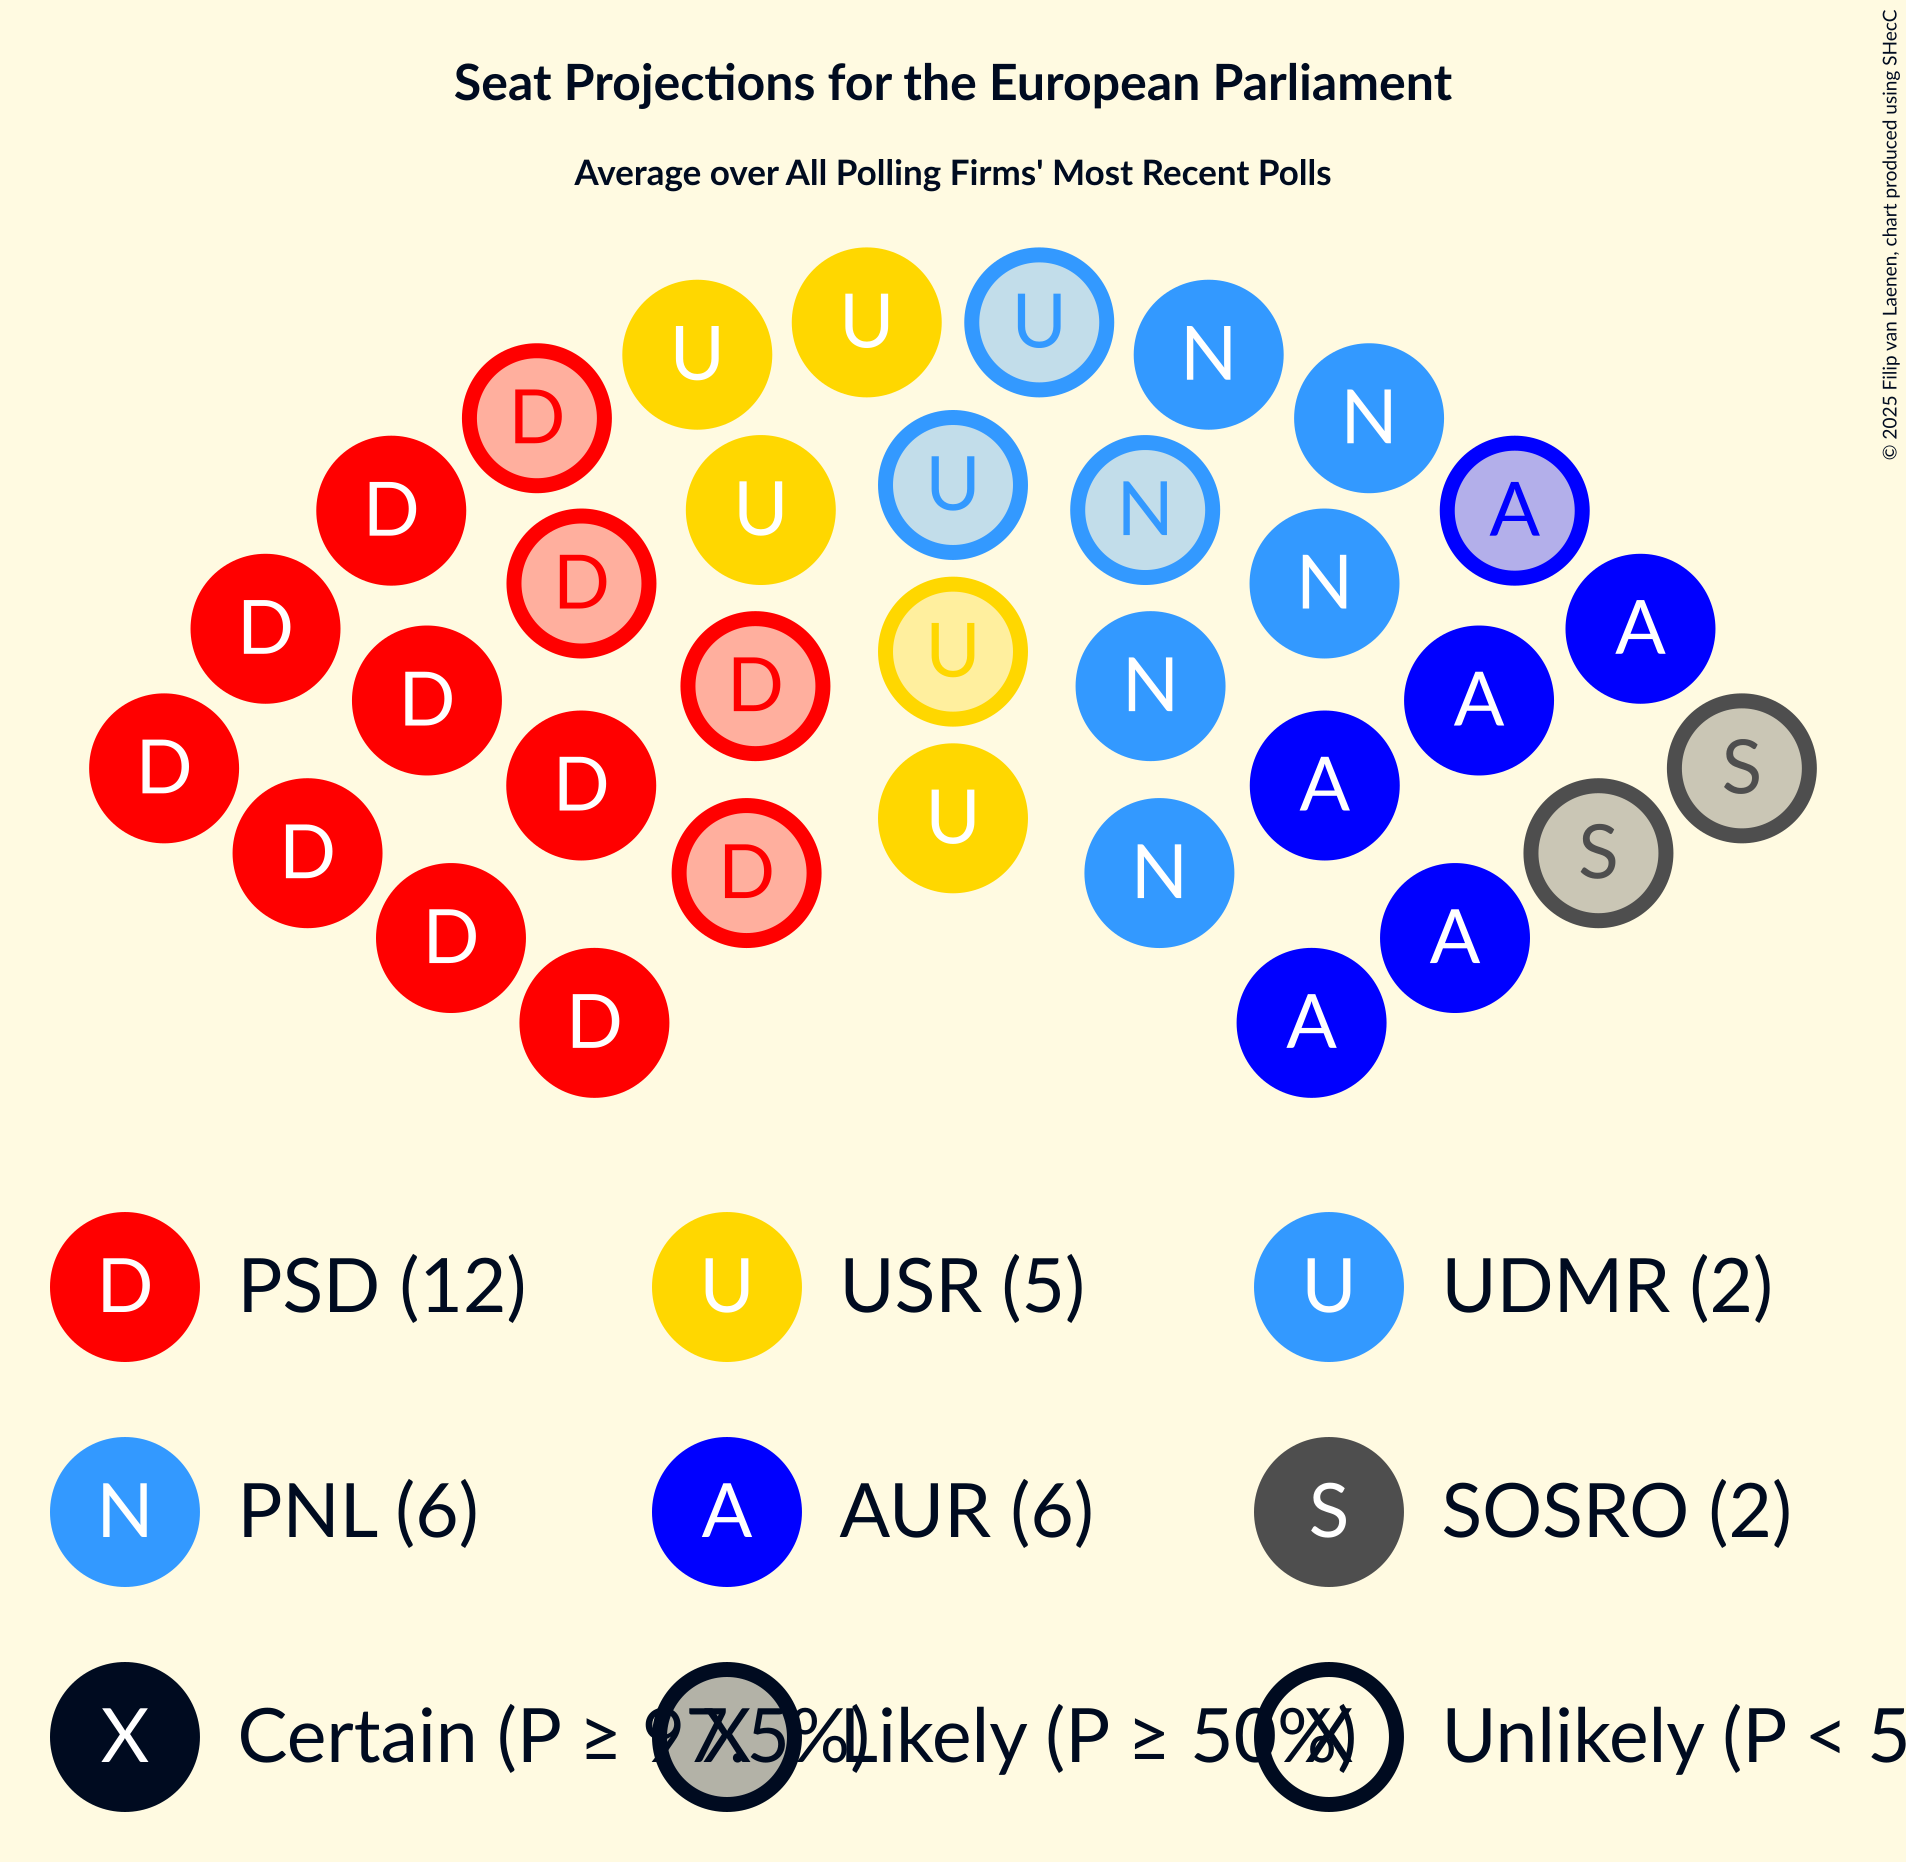 Seat Projections for the European Parliament
Average over All Polling Firms' Most Recent Polls
© 2025 Filip van Laenen, chart produced using SHecC
U U
U N
D N
D U A
U N
D D N A
D U A
D D N A
D D A S
U
D D N S
D A
D A
D PSD (12) U USR (5) U UDMR (2)
N PNL (6) A AUR (6) S SOSRO (2)
X Certain (P ≥ 97.5%) X Likely (P ≥ 50%) X Unlikely (P < 5